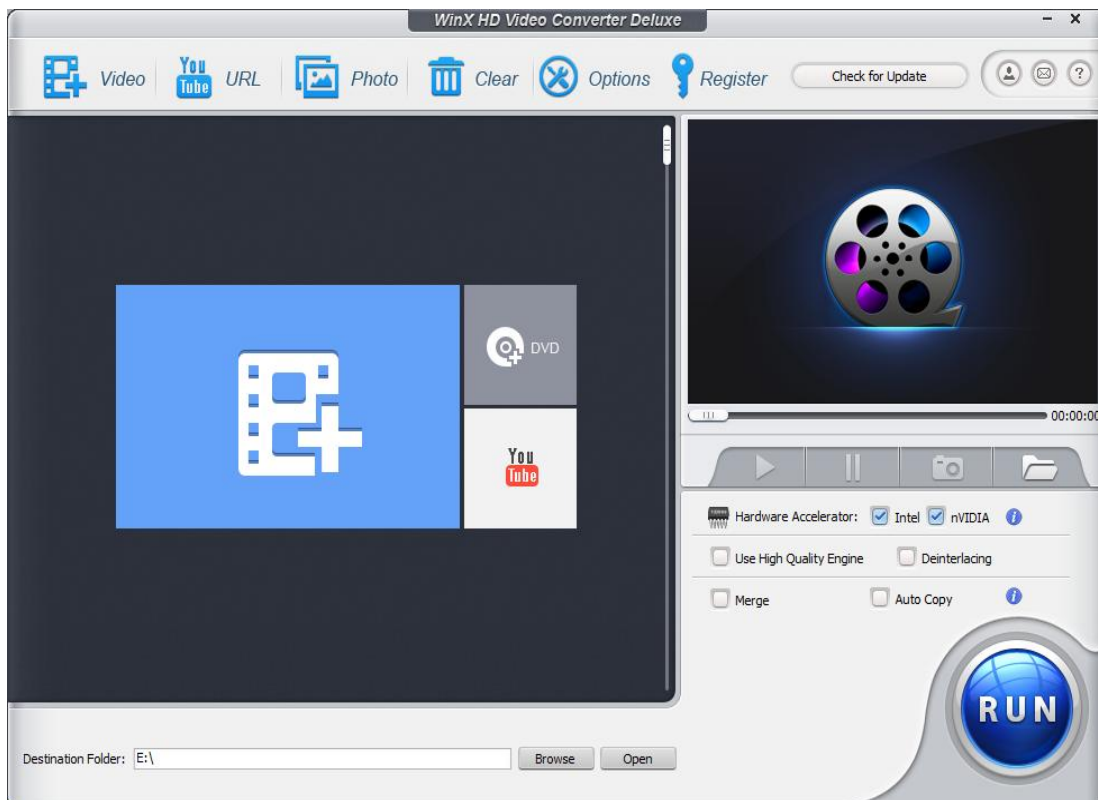 WinX HD Video Converter Deluxe
- X
Video
You
Tube
URL
Photo
Clear
Options
Register
Check for Update
?
DVD
You
Tube
00:00:00
Hardware Accelerator:
Intel
nVIDIA
i
Use High Quality Engine
Deinterlacing
Merge
Auto Copy
i
RUN
Destination Folder:
E:\
Browse
Open